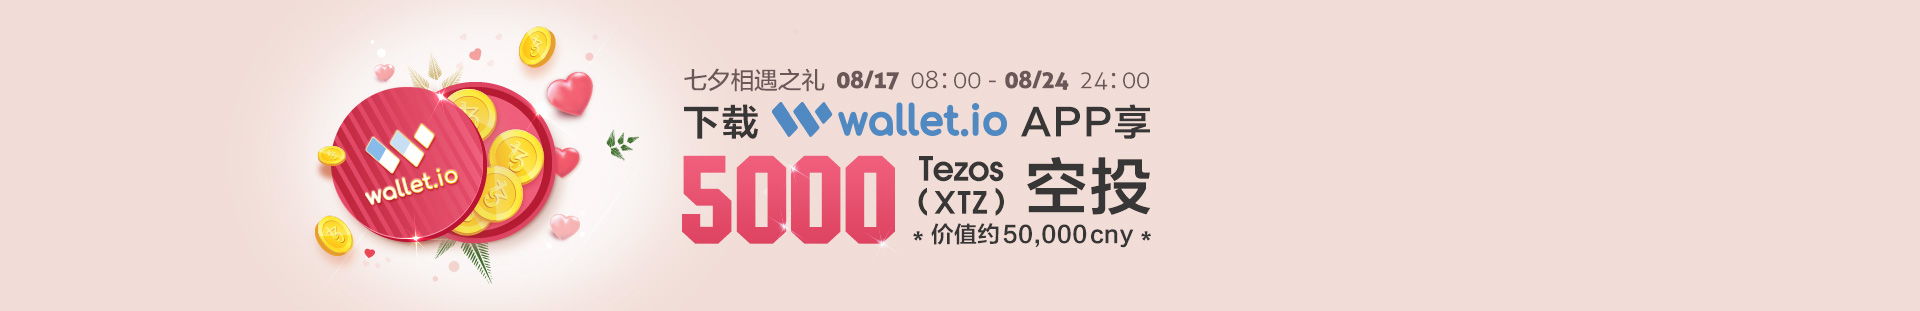 wallet.io
七夕相遇之礼 08/17 08:00 - 08/24 24:00
下载 wallet.io APP享
5000 Tezos (XTZ) 空投
* 价值约50,000cny *